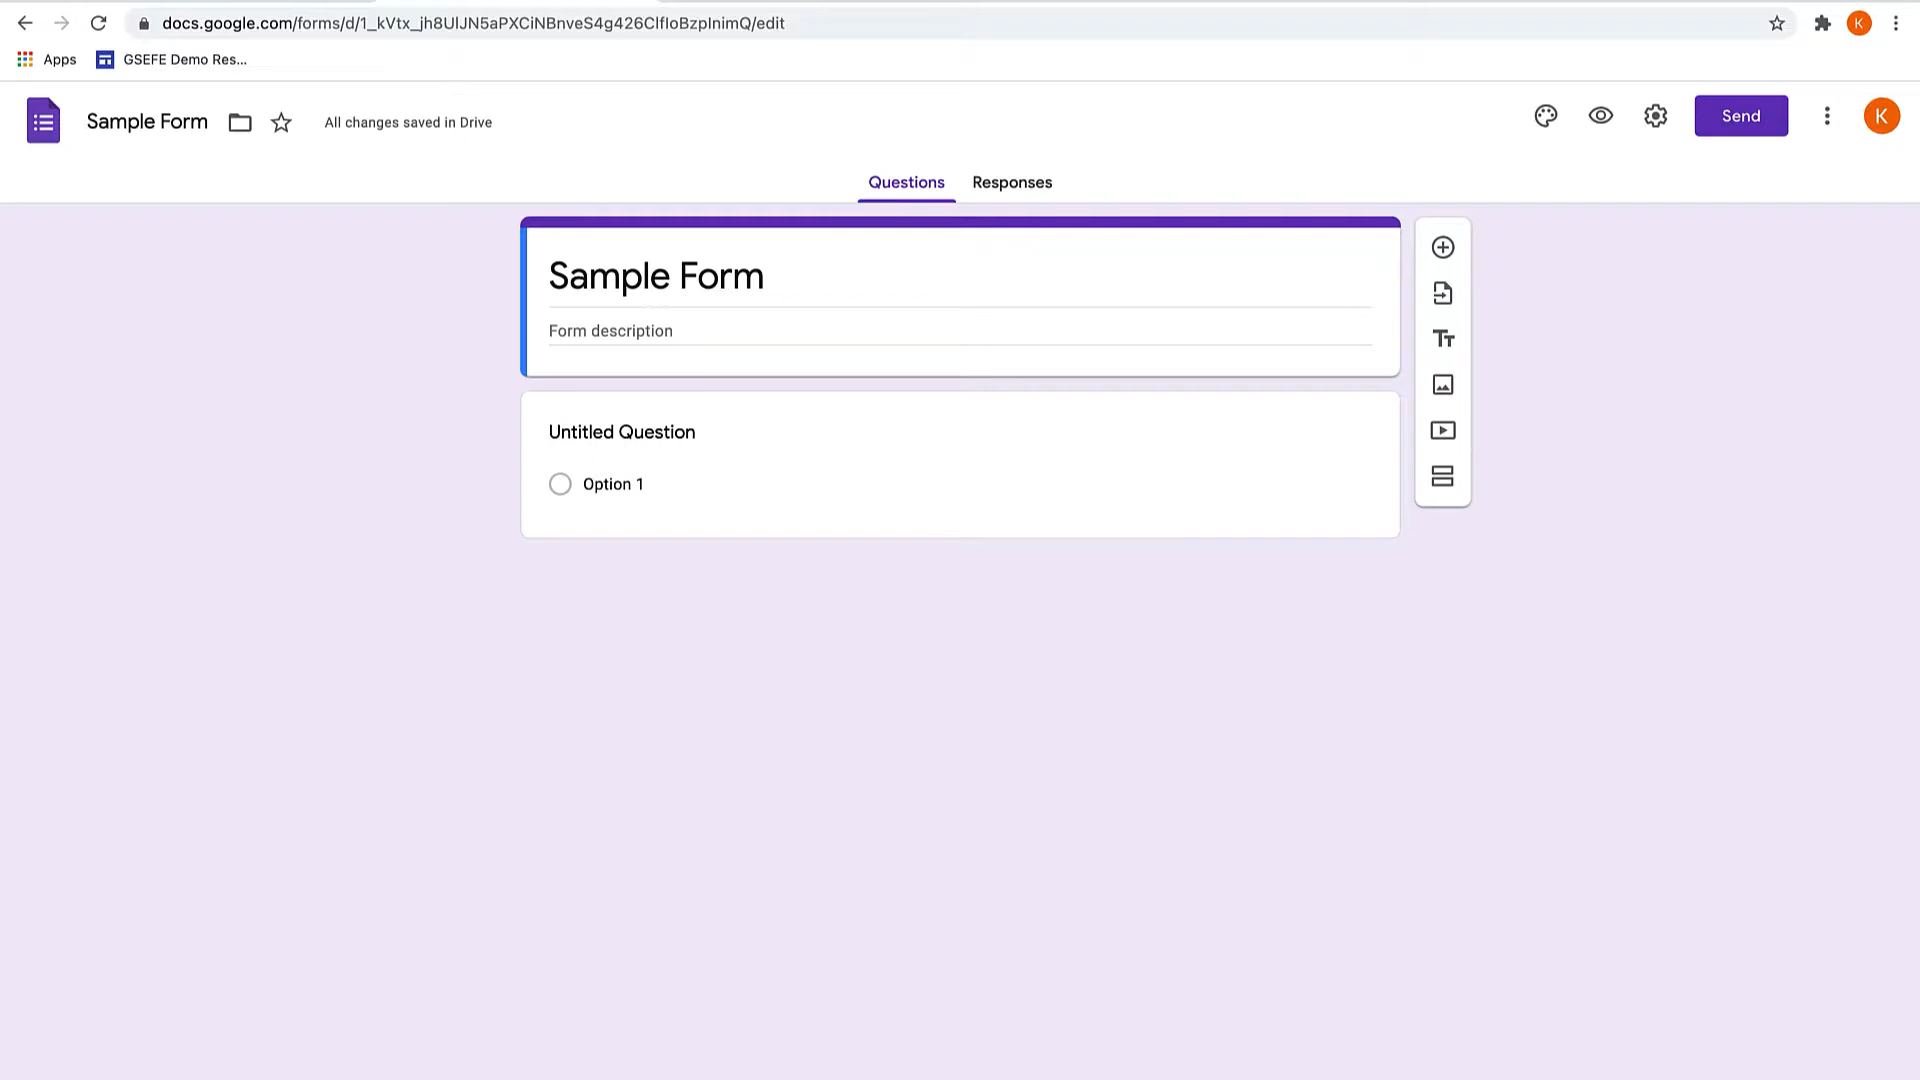 docs.google.com/forms/d/1_kVtx_jh8UlJN5aPXCiNBnveS4g426ClfIoBzpInimQ/edit
K
Apps
GSEFE Demo Res...
Sample Form
All changes saved in Drive
Send
K
Questions
Responses
Sample Form
Form description
Tт
Untitled Question
Option 1